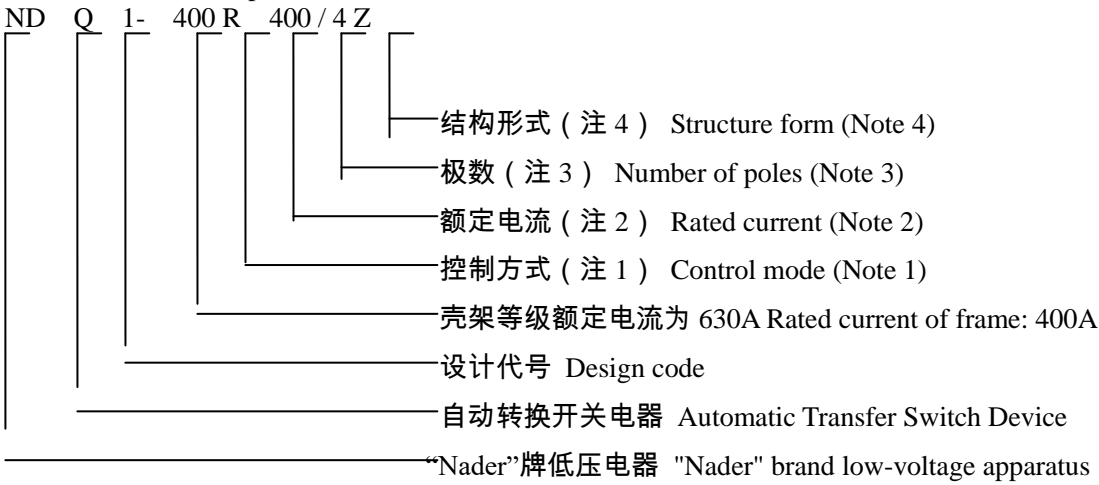 ND Q 1- 400 R 400 / 4 Z
结构形式（注 4） Structure form (Note 4)
极数（注 3） Number of poles (Note 3)
额定电流（注 2） Rated current (Note 2)
控制方式（注 1） Control mode (Note 1)
壳架等级额定电流为 630A Rated current of frame: 400A
设计代号 Design code
自动转换开关电器 Automatic Transfer Switch Device
“Nader”牌低压电器 "Nader" brand low-voltage apparatus